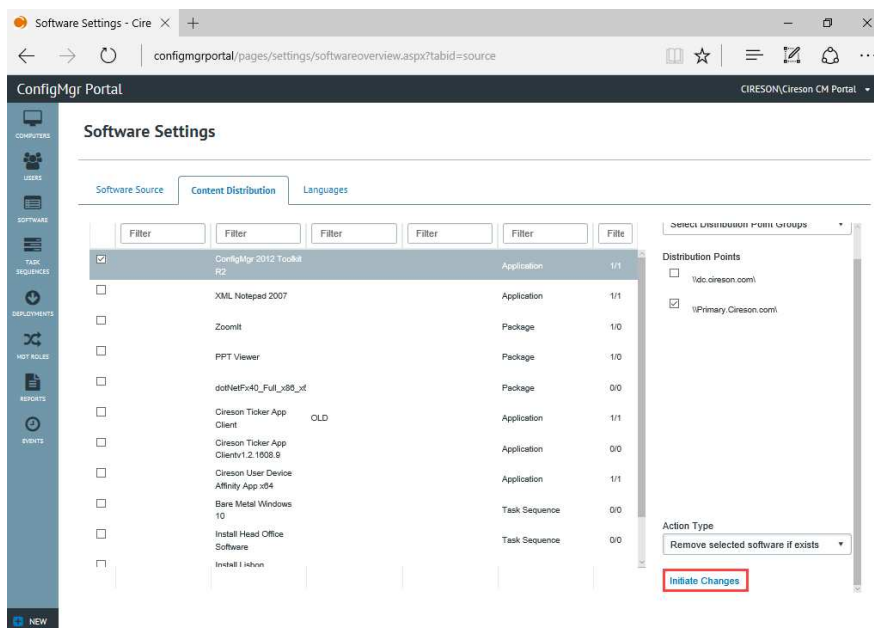 Software Settings - Cire
configmgrportal/pages/settings/softwareoverview.aspx?tabid=source
ConfigMgr Portal
CIRESON\Cireson CM Portal
COMPUTERS
USERS
SOFTWARE
TASK SEQUENCES
DEPLOYMENTS
MDT ROLES
REPORTS
EVENTS
NEW
Software Settings
Software Source
Content Distribution
Languages
Filter Filter Filter Filter Filter Filte
ConfigMgr 2012 Toolkit R2 Application 1/1
XML Notepad 2007 Application 1/1
ZoomIt Package 1/0
PPT Viewer Package 1/0
dotNetFx40_Full_x86_x6 Package 0/0
Cireson Ticker App Client OLD Application 1/1
Cireson Ticker App Clientv1.2.1608.9 Application 0/0
Cireson User Device Affinity App x64 Application 1/1
Bare Metal Windows 10 Task Sequence 0/0
Install Head Office Software Task Sequence 0/0
Install Lisbon
Select Distribution Point Groups
Distribution Points
\\dc.cireson.com\
\\Primary.Cireson.com\
Action Type
Remove selected software if exists
Initiate Changes